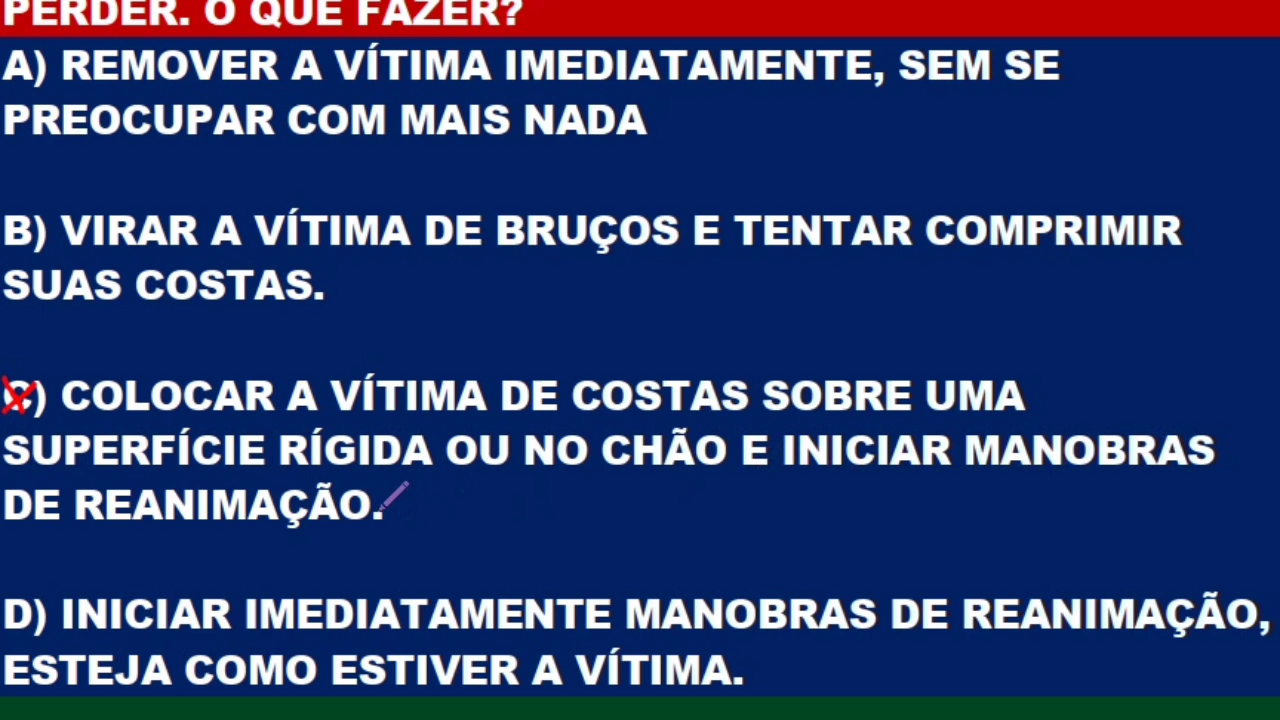 PERDER. O QUE FAZER?
A) REMOVER A VÍTIMA IMEDIATAMENTE, SEM SE
PREOCUPAR COM MAIS NADA
B) VIRAR A VÍTIMA DE BRUÇOS E TENTAR COMPRIMIR
SUAS COSTAS.
C) COLOCAR A VÍTIMA DE COSTAS SOBRE UMA
SUPERFÍCIE RÍGIDA OU NO CHÃO E INICIAR MANOBRAS
DE REANIMAÇÃO.
D) INICIAR IMEDIATAMENTE MANOBRAS DE REANIMAÇÃO,
ESTEJA COMO ESTIVER A VÍTIMA.